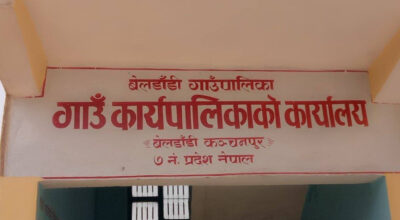 बेलडाँडी गाउँपालिका
गाउँ कार्यपालिकाको कार्यालय
बेलडाँडी कञ्चनपुर
७ नं. प्रदेश नेपाल